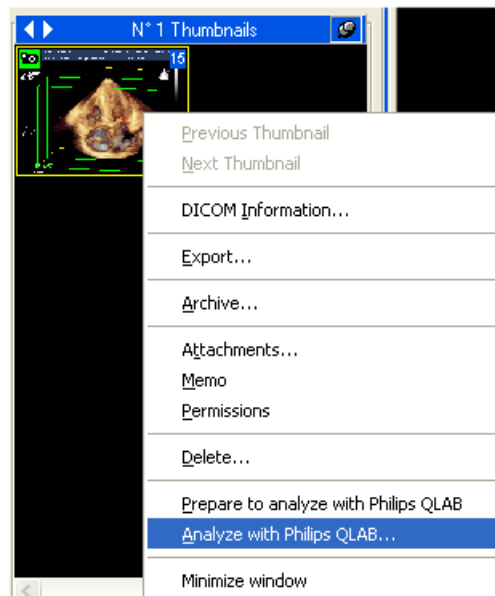 N° 1 Thumbnails
15
Previous Thumbnail
Next Thumbnail
DICOM Information...
Export...
Archive...
Attachments...
Memo
Permissions
Delete...
Prepare to analyze with Philips QLAB
Analyze with Philips QLAB...
Minimize window